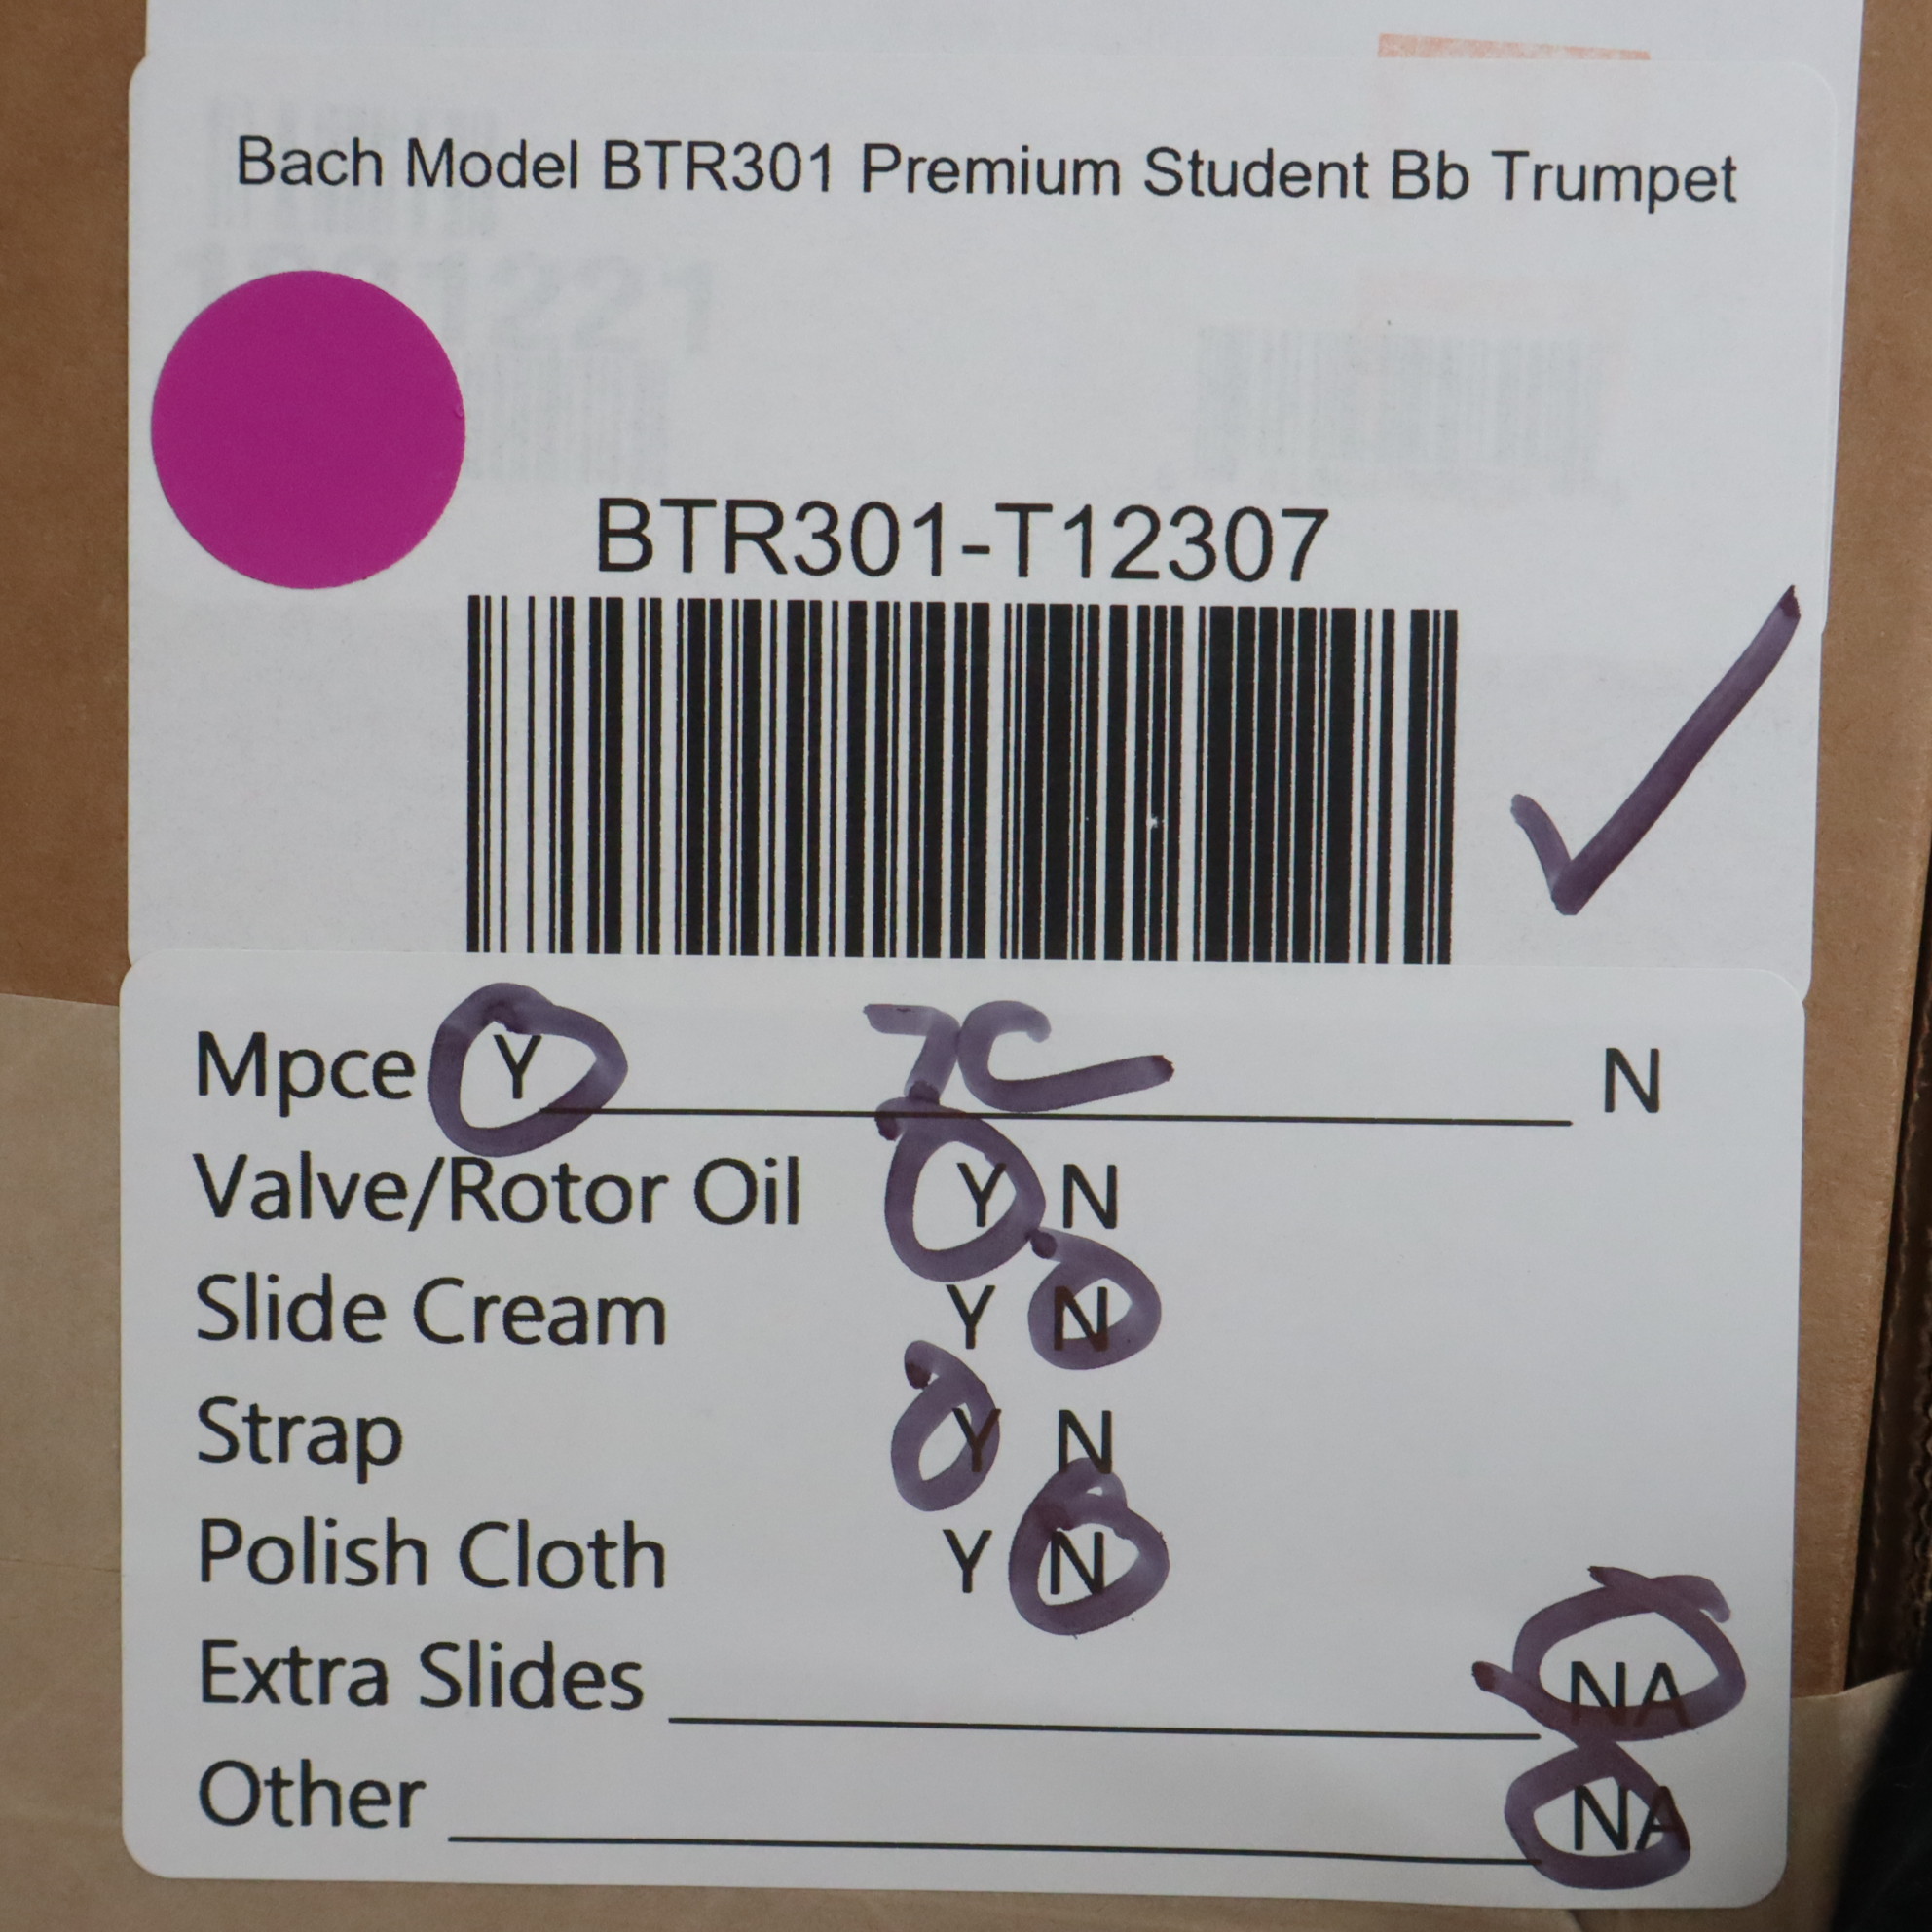 Bach Model BTR301 Premium Student Bb Trumpet
BTR301-T12307
Mpce Y 7C N
Valve/Rotor Oil Y N
Slide Cream Y N
Strap Y N
Polish Cloth Y N
Extra Slides NA
Other NA